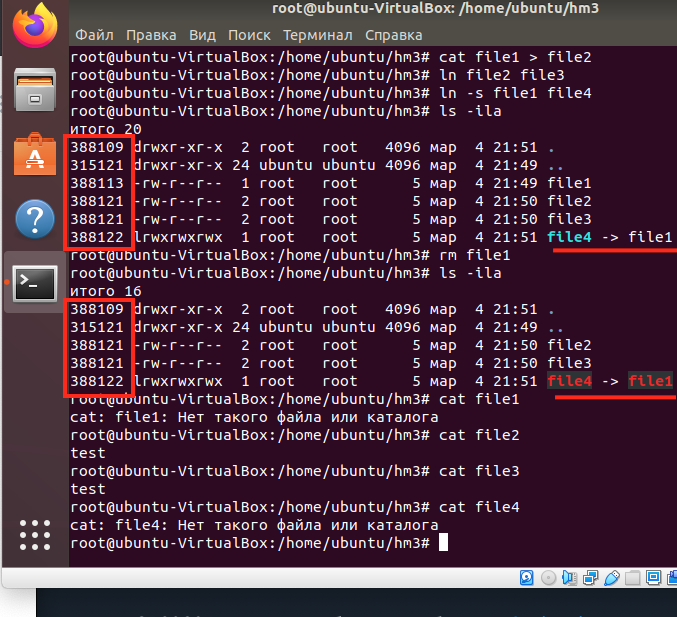 root@ubuntu-VirtualBox: /home/ubuntu/hm3
Файл Правка Вид Поиск Терминал Справка
root@ubuntu-VirtualBox:/home/ubuntu/hm3# cat file1 > file2
root@ubuntu-VirtualBox:/home/ubuntu/hm3# ln file2 file3
root@ubuntu-VirtualBox:/home/ubuntu/hm3# ln -s file1 file4
root@ubuntu-VirtualBox:/home/ubuntu/hm3# ls -ila
итого 20
388109 drwxr-xr-x 2 root root 4096 мар 4 21:51 .
315121 drwxr-xr-x 24 ubuntu ubuntu 4096 мар 4 21:49 ..
388113 -rw-r--r-- 1 root root 5 мар 4 21:49 file1
388121 -rw-r--r-- 2 root root 5 мар 4 21:50 file2
388121 -rw-r--r-- 2 root root 5 мар 4 21:50 file3
388122 lrwxrwxrwx 1 root root 5 мар 4 21:51 file4 -> file1
root@ubuntu-VirtualBox:/home/ubuntu/hm3# rm file1
root@ubuntu-VirtualBox:/home/ubuntu/hm3# ls -ila
итого 16
388109 drwxr-xr-x 2 root root 4096 мар 4 21:51 .
315121 drwxr-xr-x 24 ubuntu ubuntu 4096 мар 4 21:49 ..
388121 -rw-r--r-- 2 root root 5 мар 4 21:50 file2
388121 -rw-r--r-- 2 root root 5 мар 4 21:50 file3
388122 lrwxrwxrwx 1 root root 5 мар 4 21:51 file4 -> file1
root@ubuntu-VirtualBox:/home/ubuntu/hm3# cat file1
cat: file1: Нет такого файла или каталога
root@ubuntu-VirtualBox:/home/ubuntu/hm3# cat file2
test
root@ubuntu-VirtualBox:/home/ubuntu/hm3# cat file3
test
root@ubuntu-VirtualBox:/home/ubuntu/hm3# cat file4
cat: file4: Нет такого файла или каталога
root@ubuntu-VirtualBox:/home/ubuntu/hm3#